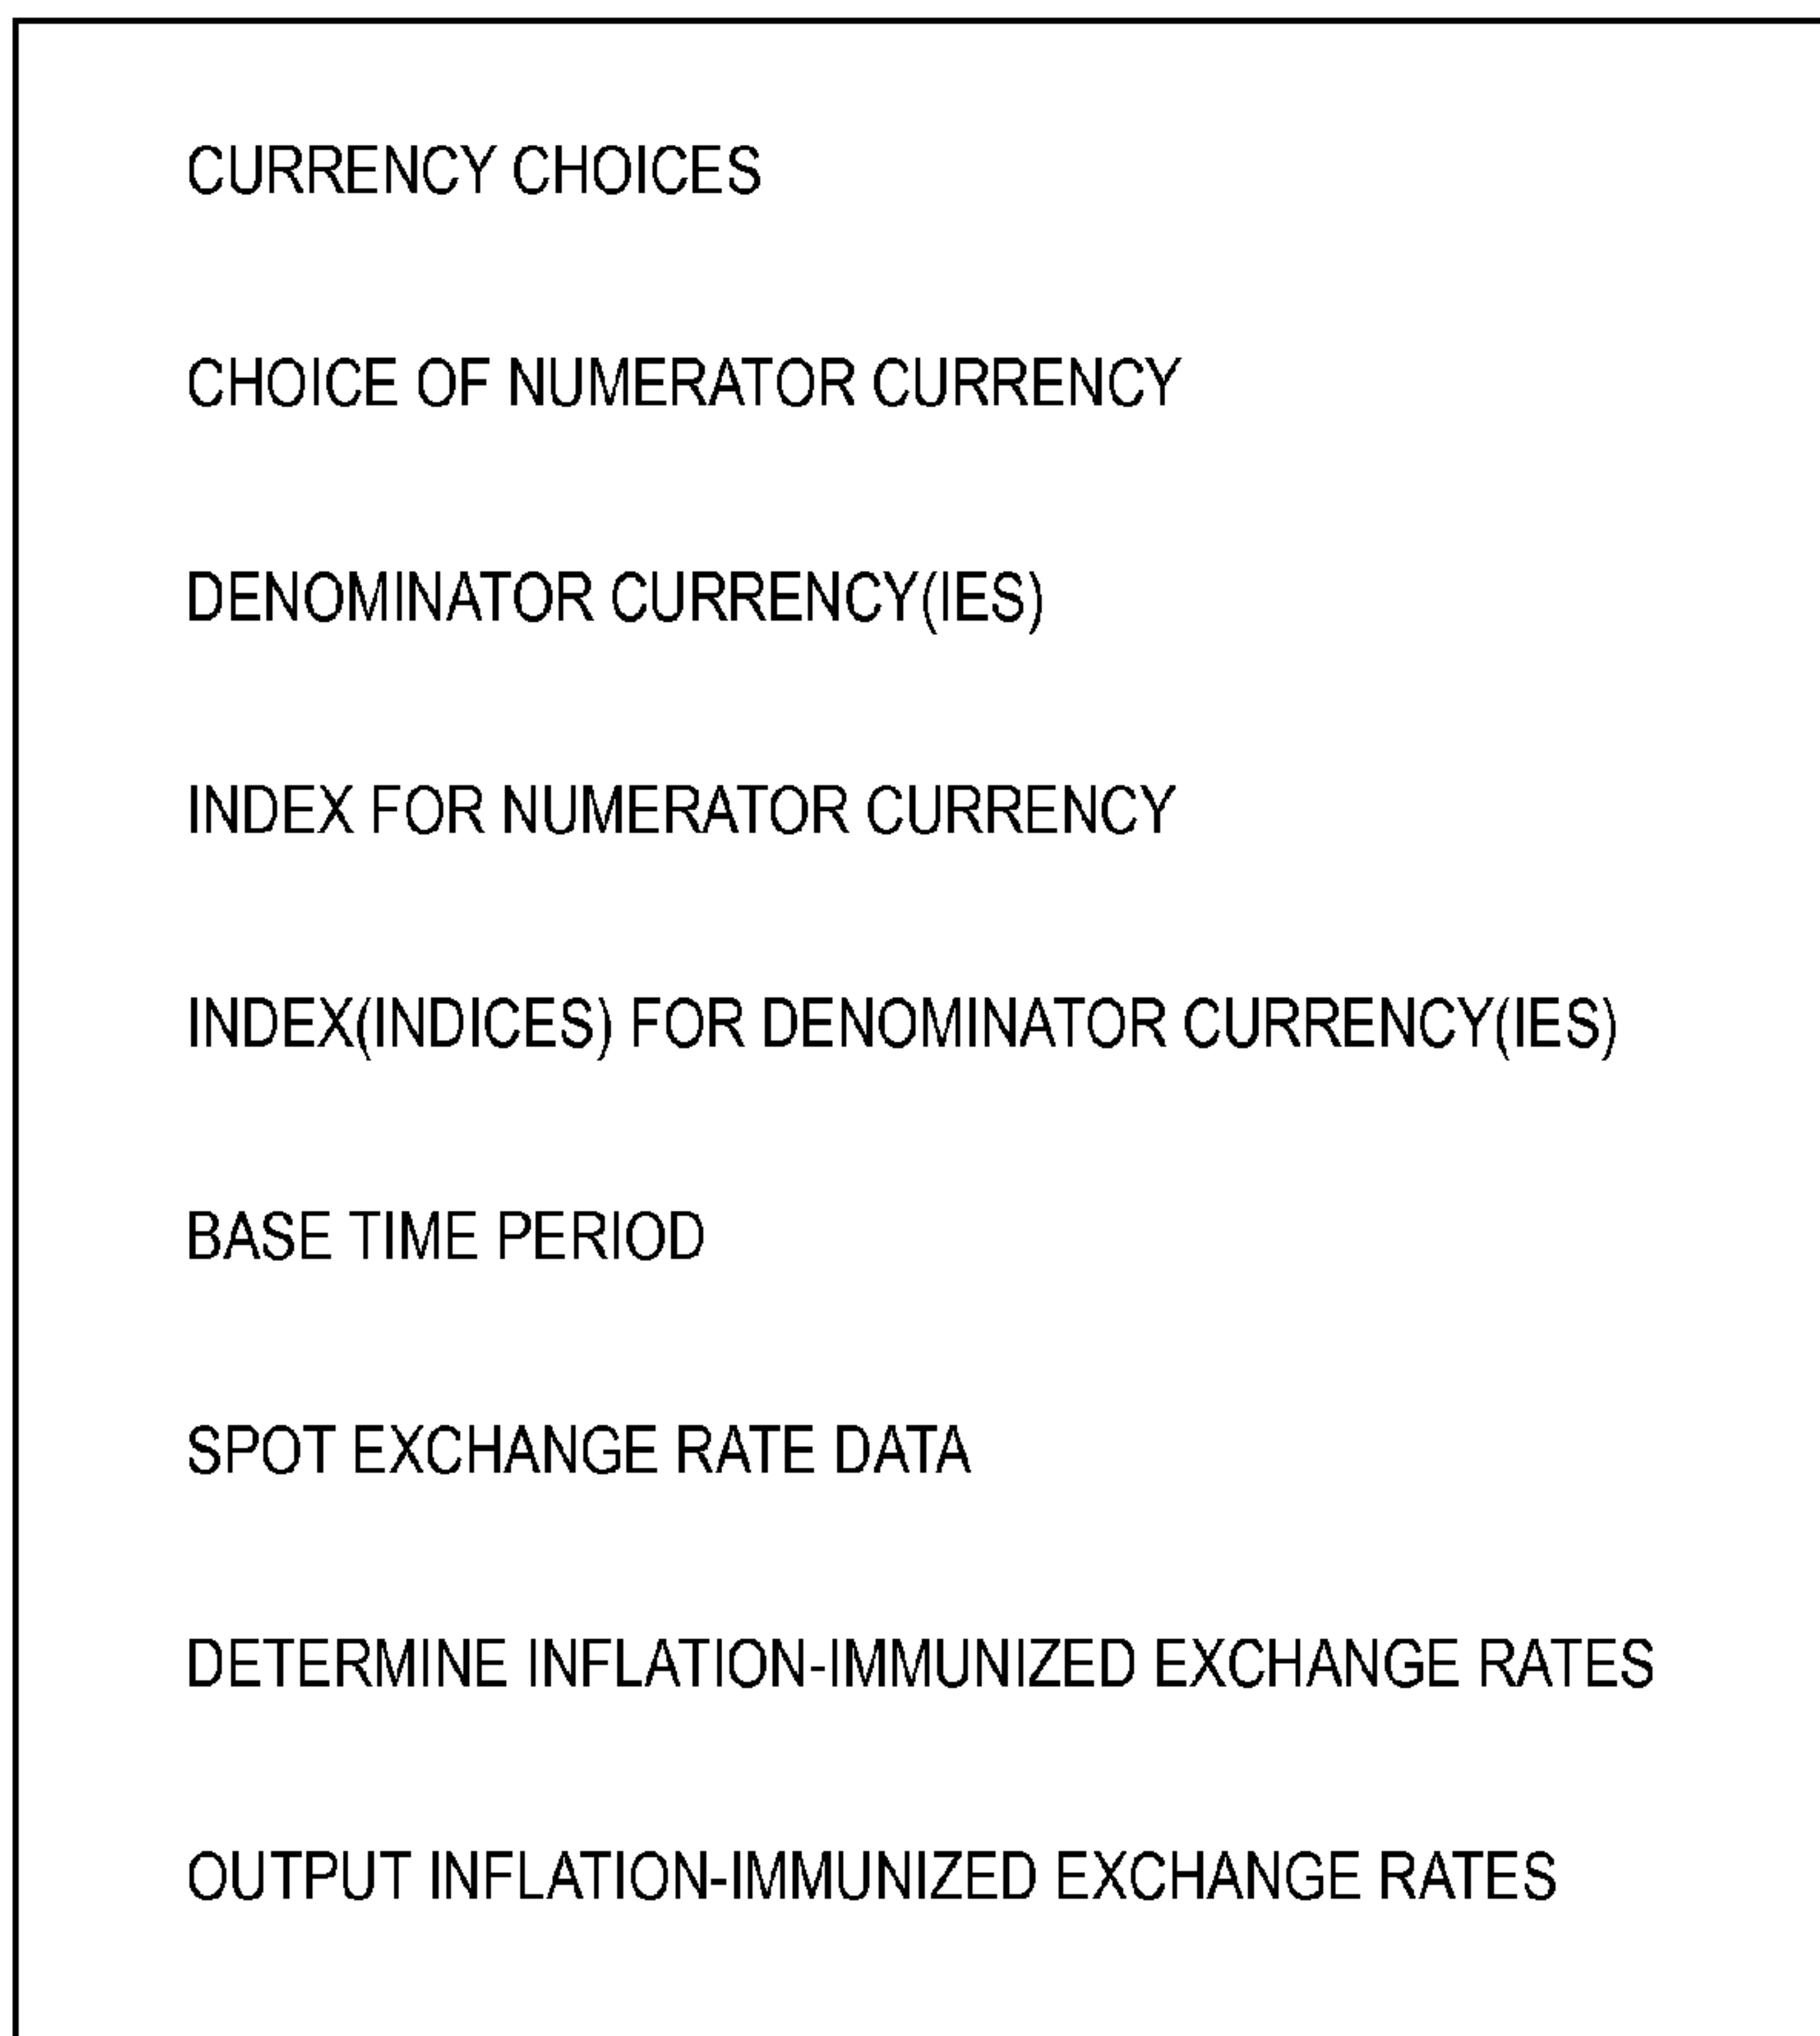 CURRENCY CHOICES
CHOICE OF NUMERATOR CURRENCY
DENOMINATOR CURRENCY(IES)
INDEX FOR NUMERATOR CURRENCY
INDEX(INDICES) FOR DENOMINATOR CURRENCY(IES)
BASE TIME PERIOD
SPOT EXCHANGE RATE DATA
DETERMINE INFLATION-IMMUNIZED EXCHANGE RATES
OUTPUT INFLATION-IMMUNIZED EXCHANGE RATES